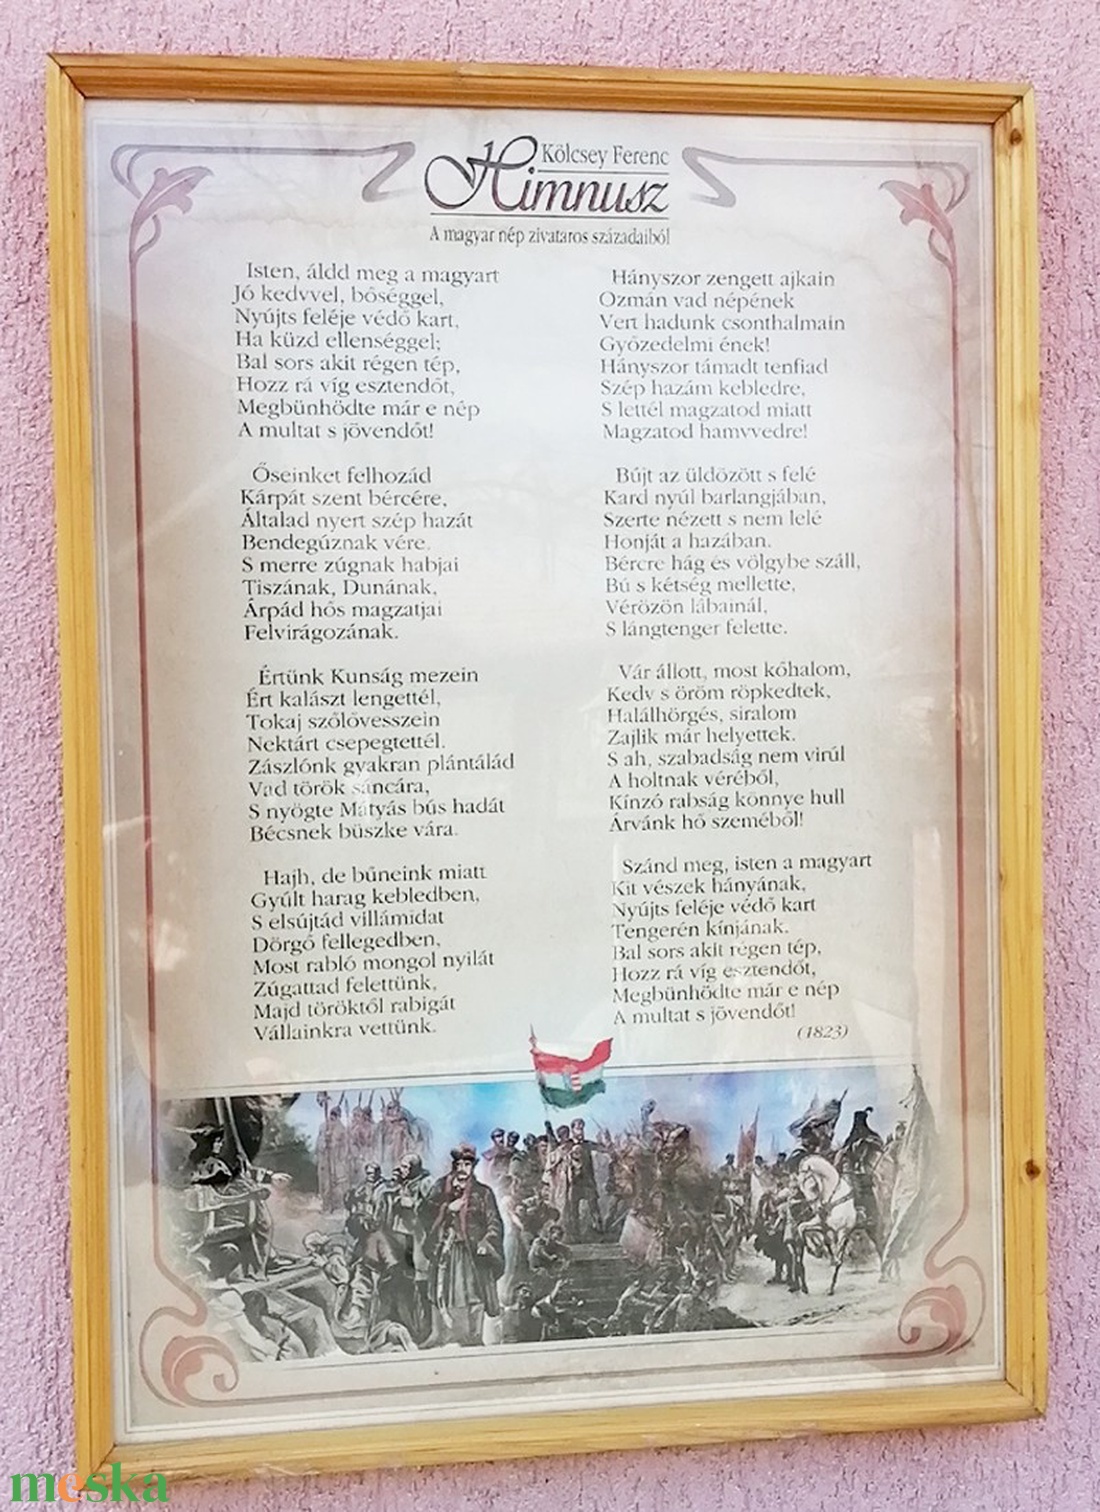 Kölcsey Ferenc
Himnusz
A magyar nép zivataros századaiból
Isten, áldd meg a magyart
Jó kedvvel, bőséggel,
Nyújts feléje védő kart,
Ha küzd ellenséggel;
Bal sors akit régen tép,
Hozz rá víg esztendőt,
Megbünhödte már e nép
A multat s jövendőt!
Őseinket felhozád
Kárpát szent bércére,
Általad nyert szép hazát
Bendegúznak vére.
S merre zúgnak habjai
Tiszának, Dunának,
Árpád hős magzatjai
Felvirágozának.
Értünk Kunság mezein
Ért kalászt lengettél,
Tokaj szőlővesszein
Nektárt csepegtettél.
Zászlónk gyakran plántálád
Vad török sáncára,
S nyögte Mátyás bús hadát
Bécsnek büszke vára.
Hajh, de bűneink miatt
Gyúlt harag kebledben,
S elsújtád villámidat
Dörgő fellegedben,
Most rabló mongol nyilát
Zúgattad felettünk,
Majd töröktől rabigát
Vállainkra vettünk.
Hányszor zengett ajkain
Ozmán vad népének
Vert hadunk csonthalmain
Győzedelmi ének!
Hányszor támadt tenfiad
Szép hazám kebledre,
S lettél magzatod miatt
Magzatod hamvvedre!
Bújt az üldözött s felé
Kard nyúl barlangjában,
Szerte nézett s nem lelé
Honját a hazában.
Bércre hág és völgybe száll,
Bú s kétség mellette,
Vérözön lábainál,
S lángtenger felette.
Vár állott, most kőhalom,
Kedv s öröm röpkedtek,
Halálhörgés, siralom
Zajlik már helyettek.
S ah, szabadság nem virúl
A holtnak véréből,
Kínzó rabság könnye hull
Árvánk hő szeméből!
Szánd meg, isten a magyart
Kit vészek hányának,
Nyújts feléje védő kart
Tengerén kínjának.
Bal sors akit régen tép,
Hozz rá víg esztendőt,
Megbünhödte már e nép
A multat s jövendőt!
(1823)
meska